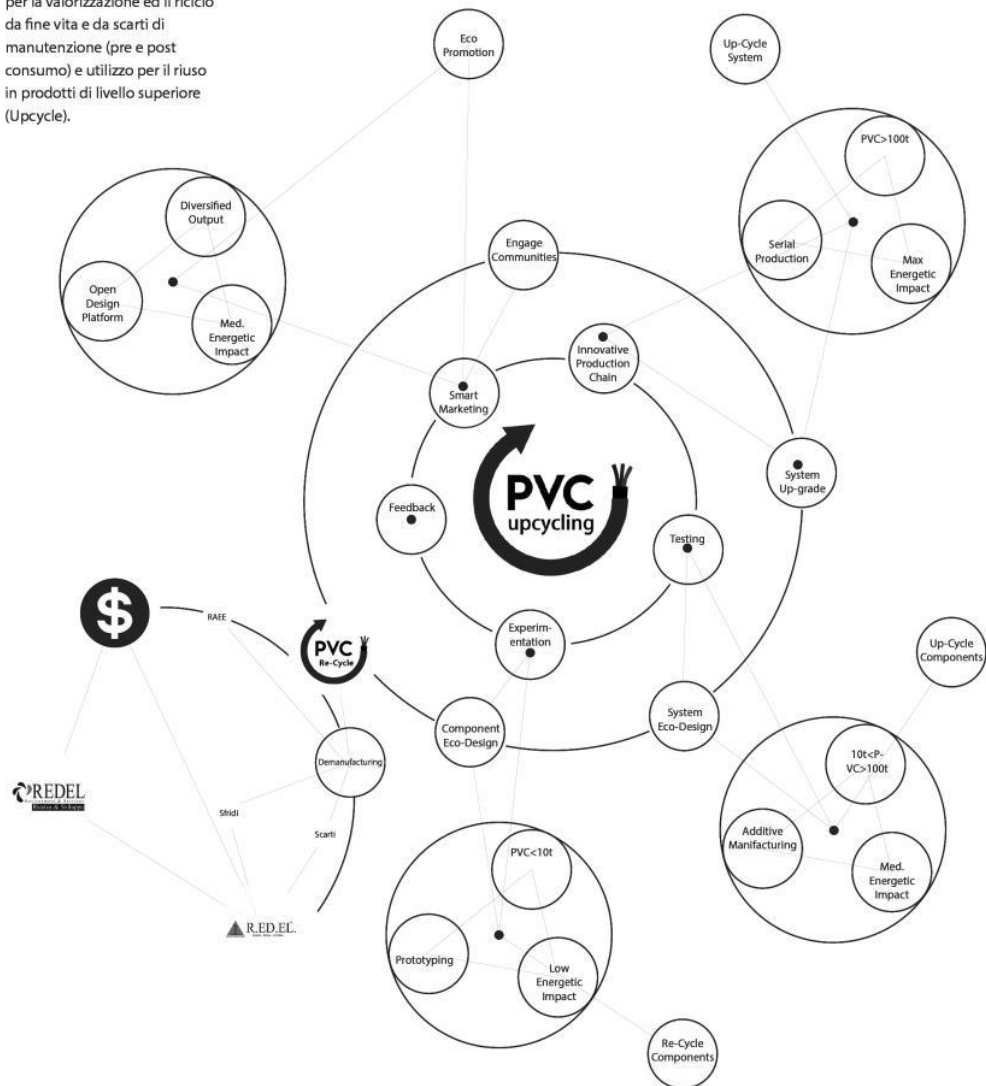 per la valorizzazione ed il riciclo
da fine vita e da scarti di
manutenzione (pre e post
consumo) e utilizzo per il riuso
in prodotti di livello superiore
(Upcycle).
Eco
Promotion
Up-Cycle
System
PVC>100t
Serial
Production
Max
Energetic
Impact
Diversified
Output
Open
Design
Platform
Med.
Energetic
Impact
Engage
Communities
Innovative
Production
Chain
Smart
Marketing
System
Up-grade
Feedback
PVC
upcycling
Testing
Experim-
entation
$
RAEE
PVC
Re-Cycle
Component
Eco-Design
System
Eco-Design
Up-Cycle
Components
Demanufacturing
REDEL
Ricerca & Sviluppo
Sfridi
Scarti
R.ED.EL.
10t<P-
VC>100t
Additive
Manifacturing
Med.
Energetic
Impact
PVC<10t
Prototyping
Low
Energetic
Impact
Re-Cycle
Components